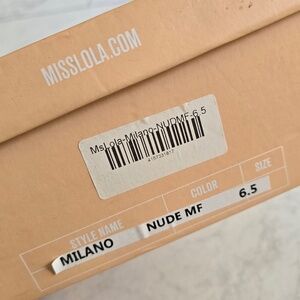 MISSLOLA.COM
MsLola-Milano-NUDMF-6.5
STYLE NAME COLOR SIZE
MILANO NUDE MF 6.5